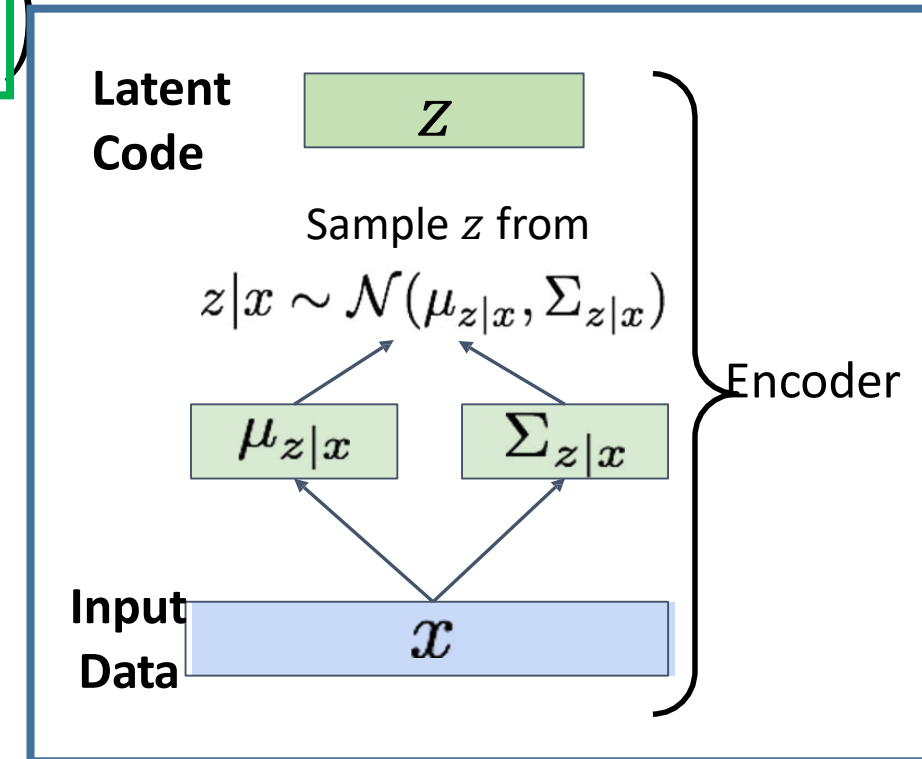 Latent
Code
z
Sample z from
z|x ∼ 𝒩(μ_{z|x}, Σ_{z|x})
Encoder
μ_{z|x} Σ_{z|x}
Input
Data
x